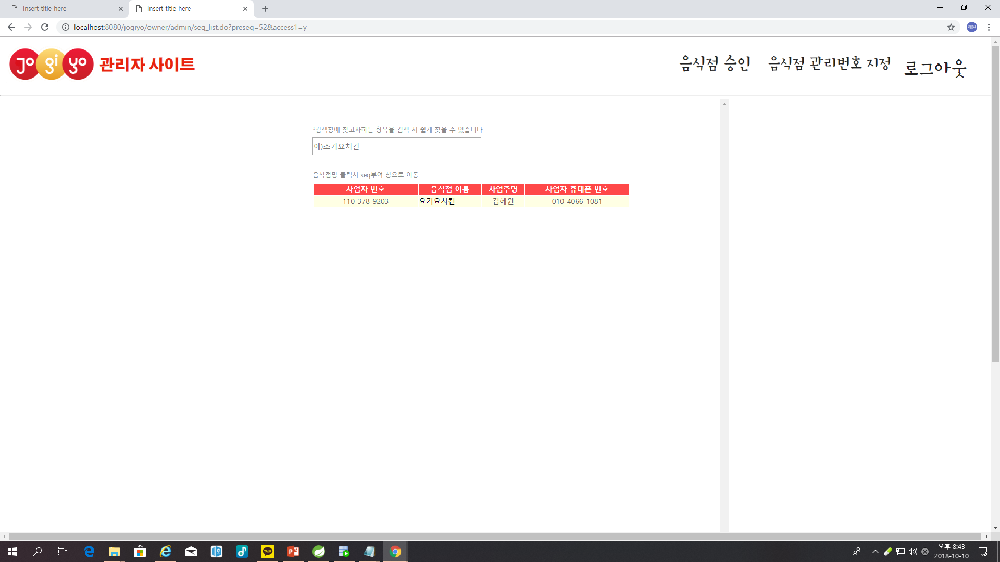 Insert title here
Insert title here
localhost:8080/jogiyo/owner/admin/seq_list.do?preseq=52&access1=y
혜원
jo gi yo 관리자 사이트
음식점 승인 음식점 관리번호 지정 로그아웃
*검색창에 찾고자하는 항목을 검색 시 쉽게 찾을 수 있습니다
예)조기요치킨
음식점명 클릭시 seq부여 창으로 이동
사업자 번호 음식점 이름 사업주명 사업자 휴대폰 번호
110-378-9203 요기요치킨 김혜원 010-4066-1081
TALK
오후 8:43
2018-10-10